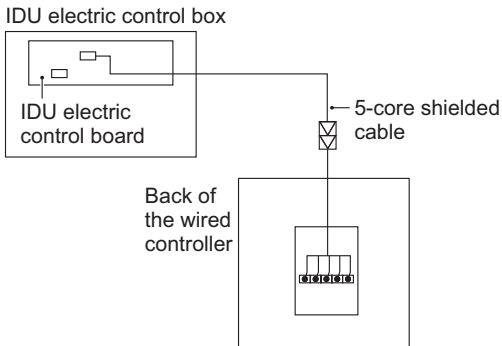 IDU electric control box
IDU electric
control board
5-core shielded
cable
Back of
the wired
controller